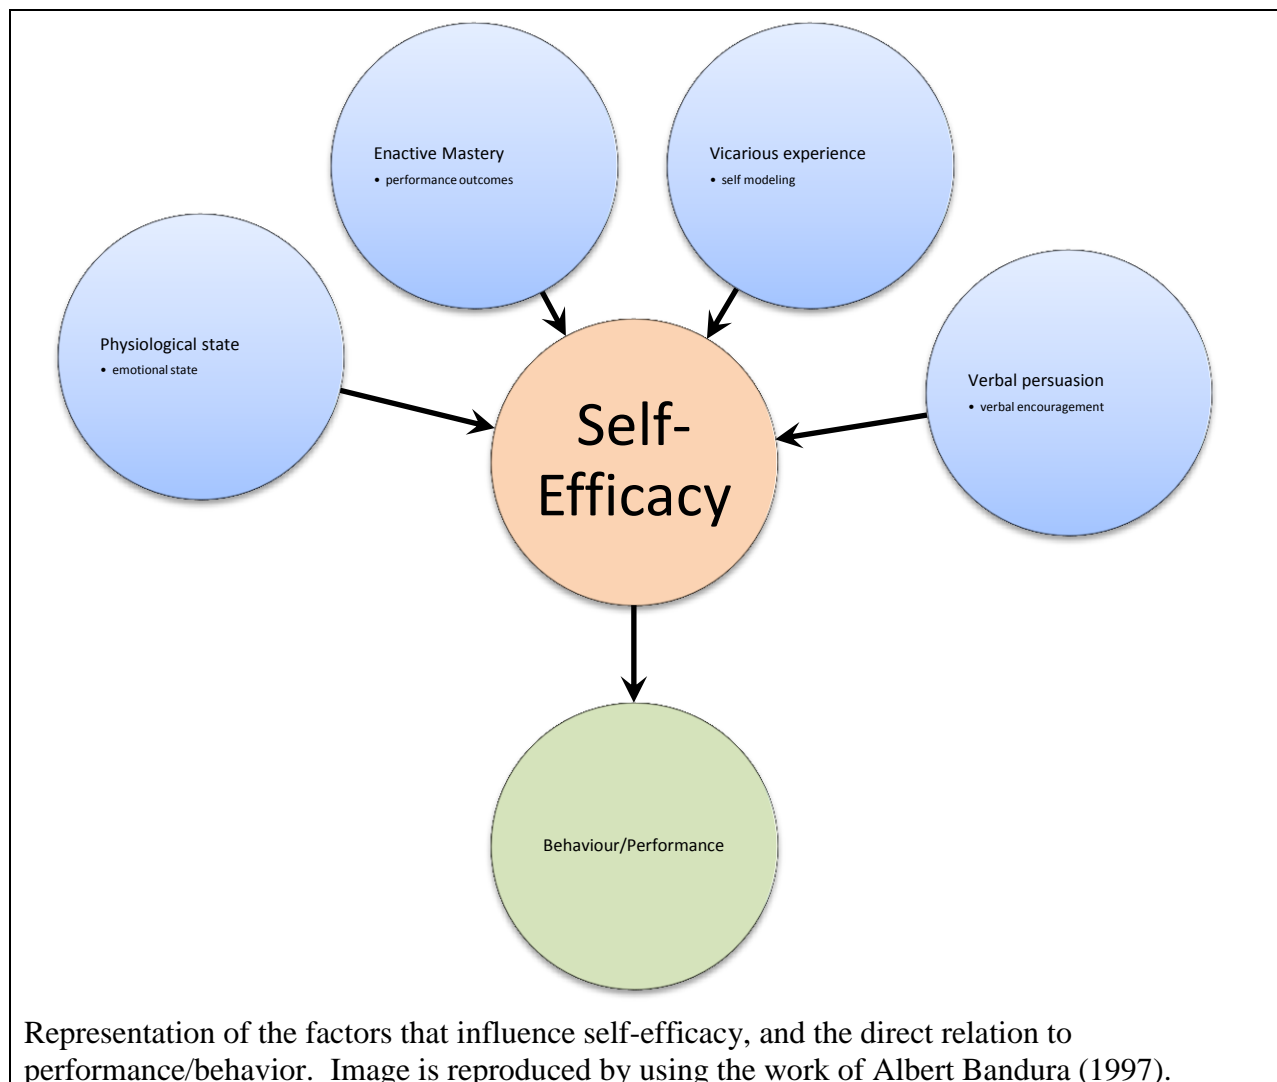 Enactive Mastery
• performance outcomes
Vicarious experience
• self modeling
Physiological state
• emotional state
Verbal persuasion
• verbal encouragement
Self-
Efficacy
Behaviour/Performance
Representation of the factors that influence self-efficacy, and the direct relation to
performance/behavior.  Image is reproduced by using the work of Albert Bandura (1997).